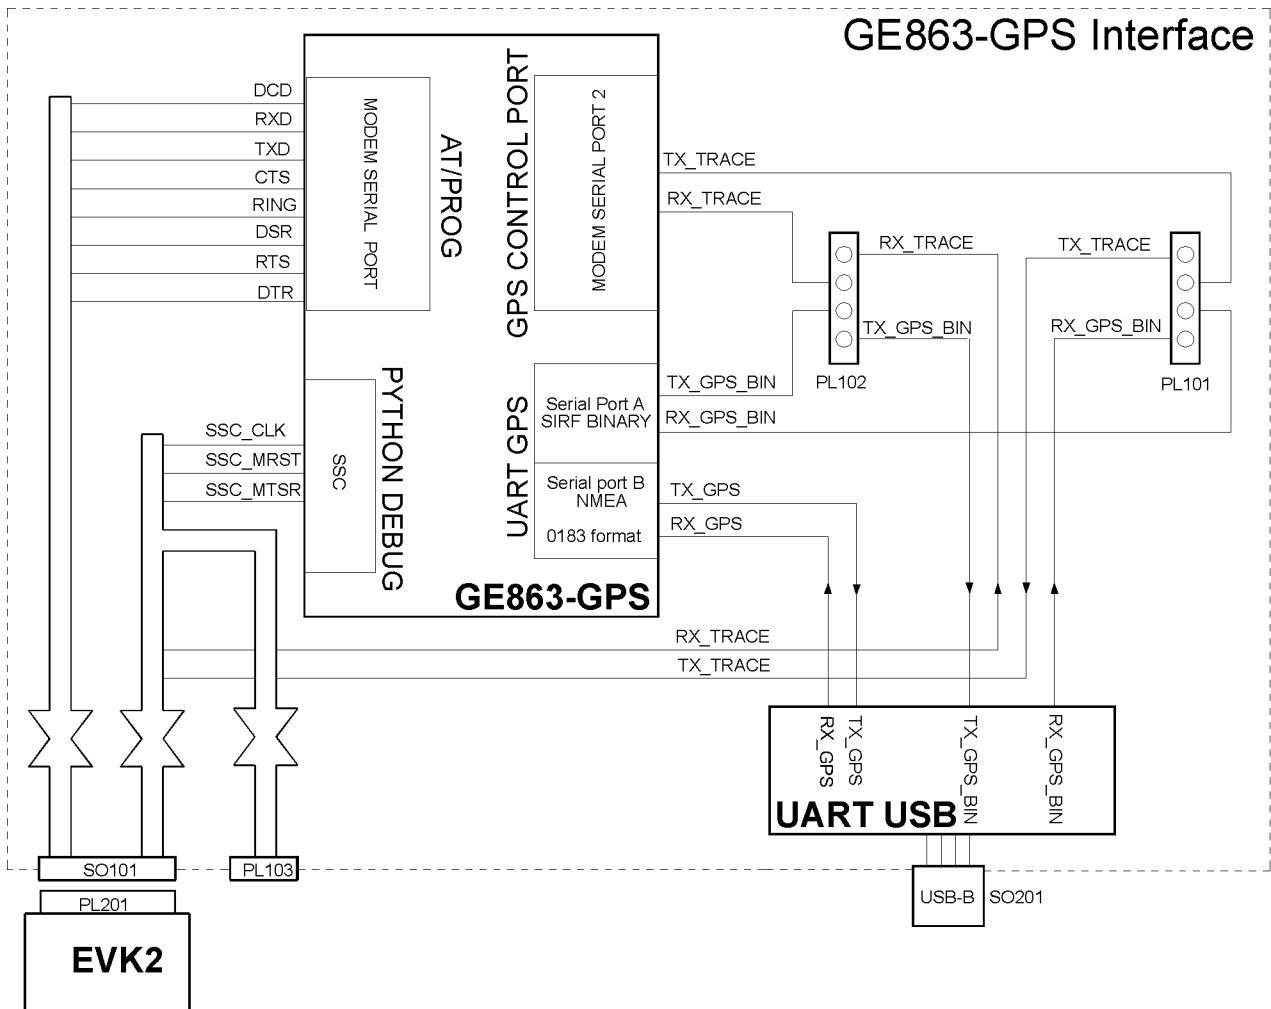 GE863-GPS Interface
DCD
RXD
TXD
CTS
RING
DSR
RTS
DTR
MODEM SERIAL PORT
AT/PROG
GPS CONTROL PORT
MODEM SERIAL PORT 2
TX_TRACE
RX_TRACE
RX_TRACE
TX_TRACE
TX_GPS_BIN
RX_GPS_BIN
PL102
PL101
SSC_CLK
SSC_MRST
SSC_MTSR
SSC
PYTHON DEBUG
UART GPS
Serial Port A
SIRF BINARY
Serial port B
NMEA
0183 format
TX_GPS_BIN
RX_GPS_BIN
TX_GPS
RX_GPS
GE863-GPS
RX_TRACE
TX_TRACE
RX_GPS
TX_GPS
TX_GPS_BIN
RX_GPS_BIN
UART USB
SO101
PL103
PL201
USB-B
SO201
EVK2